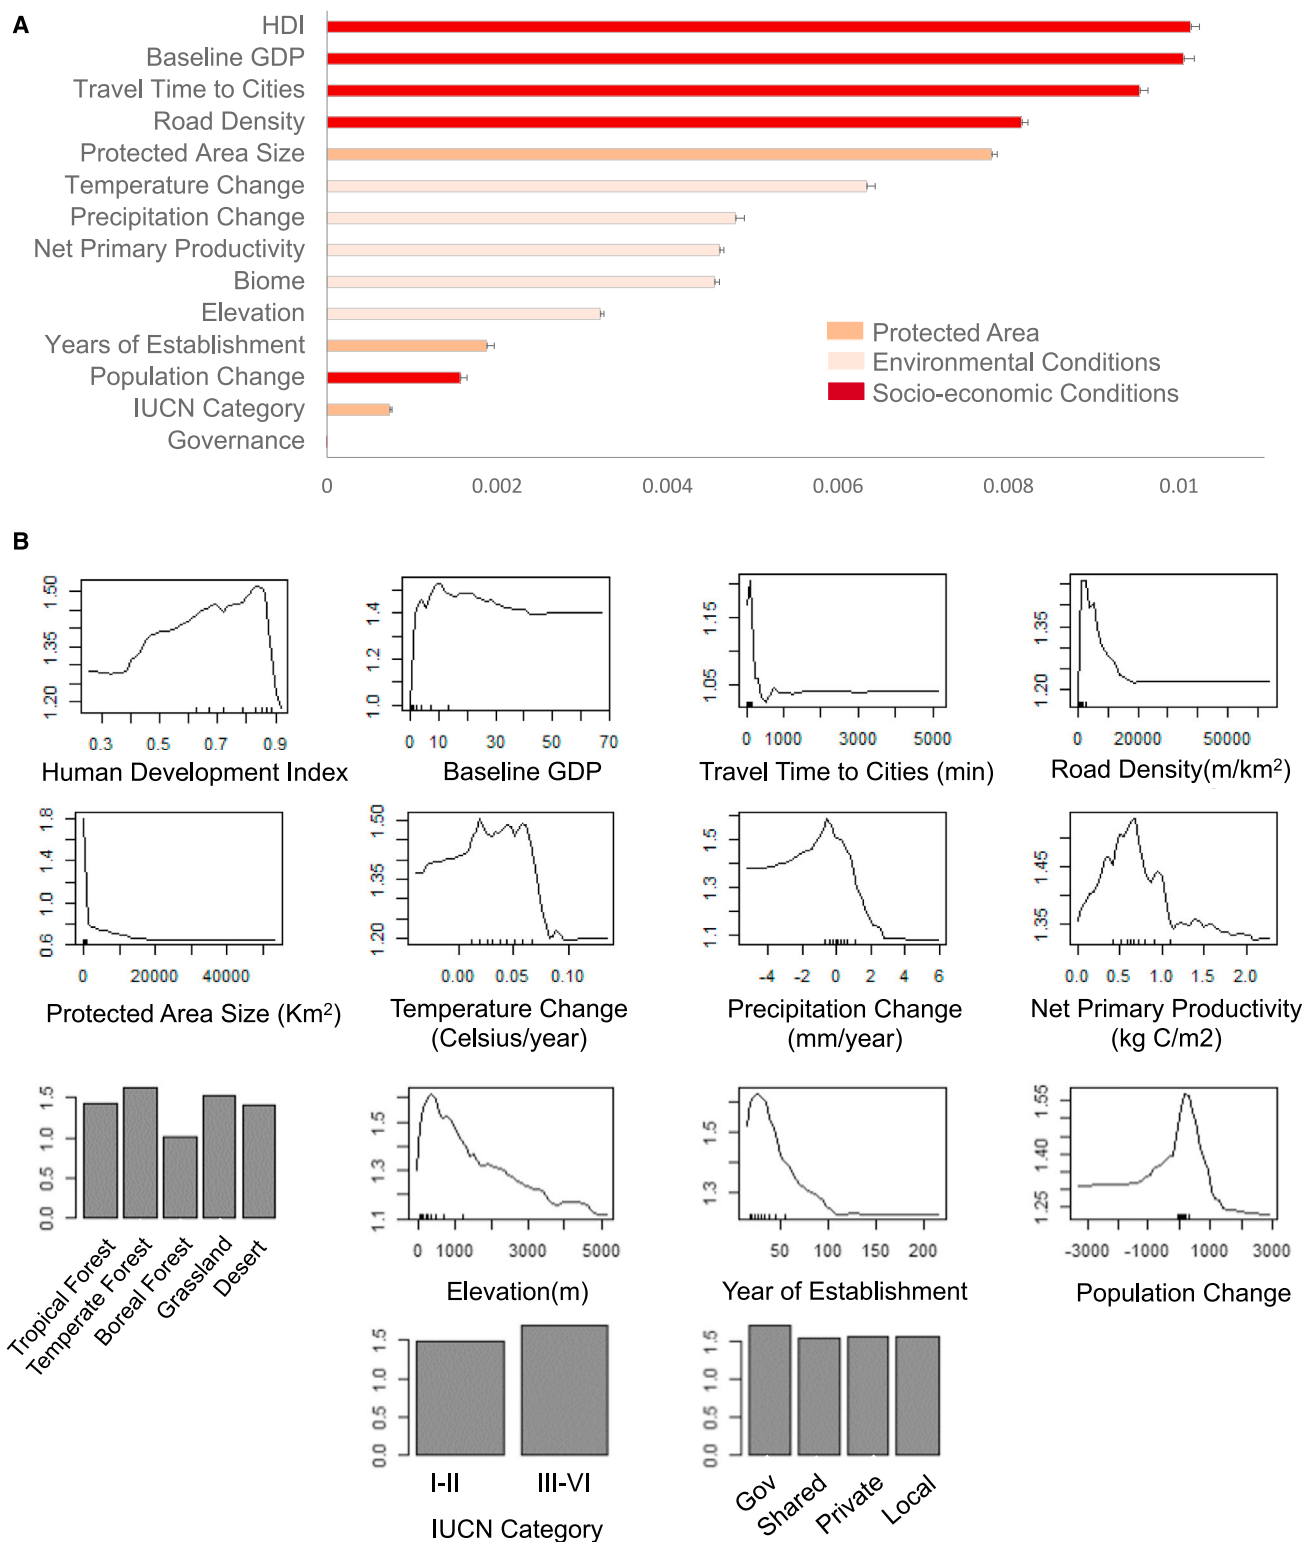 A
HDI
Baseline GDP
Travel Time to Cities
Road Density
Protected Area Size
Temperature Change
Precipitation Change
Net Primary Productivity
Biome
Elevation
Years of Establishment
Population Change
IUCN Category
Governance
Protected Area
Environmental Conditions
Socio-economic Conditions
0 0.002 0.004 0.006 0.008 0.01
B
1.20 1.35 1.50
0.3 0.5 0.7 0.9
Human Development Index
1.0 1.2 1.4
0 10 30 50 70
Baseline GDP
1.05 1.15
0 1000 3000 5000
Travel Time to Cities (min)
1.20 1.35
0 20000 50000
Road Density(m/km²)
0.6 1.0 1.4 1.8
0 20000 40000
Protected Area Size (Km²)
1.20 1.35 1.50
0.00 0.05 0.10
Temperature Change
(Celsius/year)
1.1 1.3 1.5
-4 -2 0 2 4 6
Precipitation Change
(mm/year)
1.35 1.45
0.0 0.5 1.0 1.5 2.0
Net Primary Productivity
(kg C/m2)
0.0 0.5 1.0 1.5
Tropical Forest
Temperate Forest
Boreal Forest
Grassland
Desert
1.1 1.3 1.5
0 1000 3000 5000
Elevation(m)
1.3 1.5
50 100 150 200
Year of Establishment
1.25 1.40 1.55
-3000 -1000 1000 3000
Population Change
0.0 0.5 1.0 1.5
I-II III-VI
IUCN Category
0.0 0.5 1.0 1.5
Gov
Shared
Private
Local